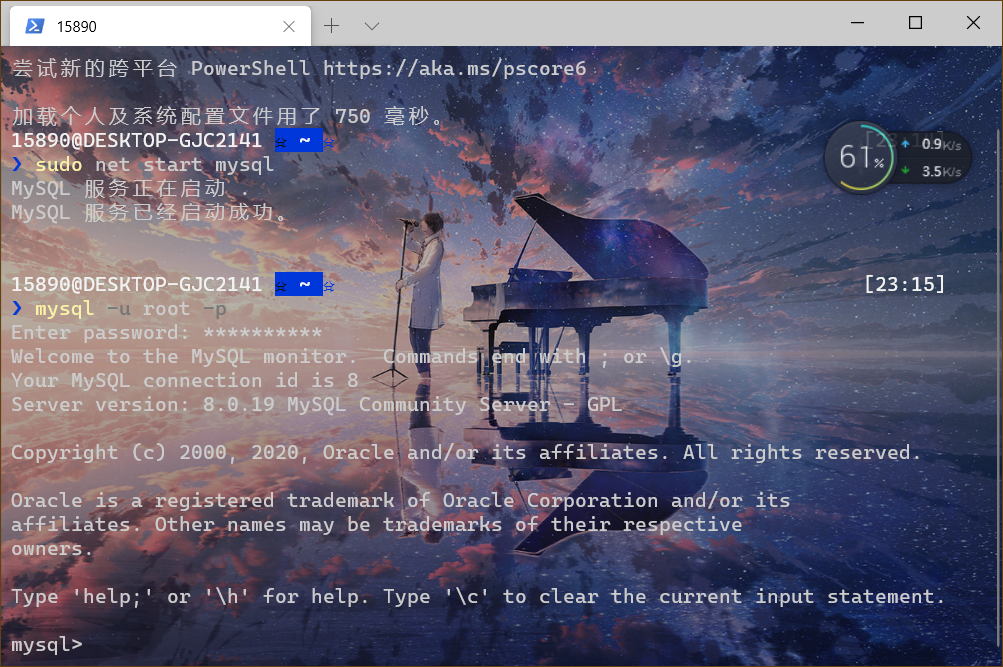 15890
尝试新的跨平台 PowerShell https://aka.ms/pscore6
加载个人及系统配置文件用了 750 毫秒。
15890@DESKTOP-GJC2141 ~
❯ sudo net start mysql
MySQL 服务正在启动 .
MySQL 服务已经启动成功。
61%
0.9K/s
3.5K/s
15890@DESKTOP-GJC2141 ~ [23:15]
❯ mysql -u root -p
Enter password: **********
Welcome to the MySQL monitor.  Commands end with ; or \g.
Your MySQL connection id is 8
Server version: 8.0.19 MySQL Community Server - GPL
Copyright (c) 2000, 2020, Oracle and/or its affiliates. All rights reserved.
Oracle is a registered trademark of Oracle Corporation and/or its
affiliates. Other names may be trademarks of their respective
owners.
Type 'help;' or '\h' for help. Type '\c' to clear the current input statement.
mysql>